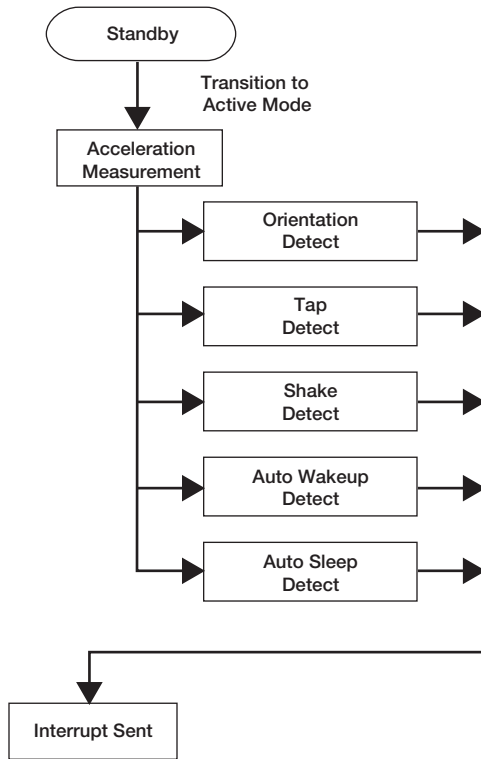 Standby
Transition to
Active Mode
Acceleration
Measurement
Orientation
Detect
Tap
Detect
Shake
Detect
Auto Wakeup
Detect
Auto Sleep
Detect
Interrupt Sent